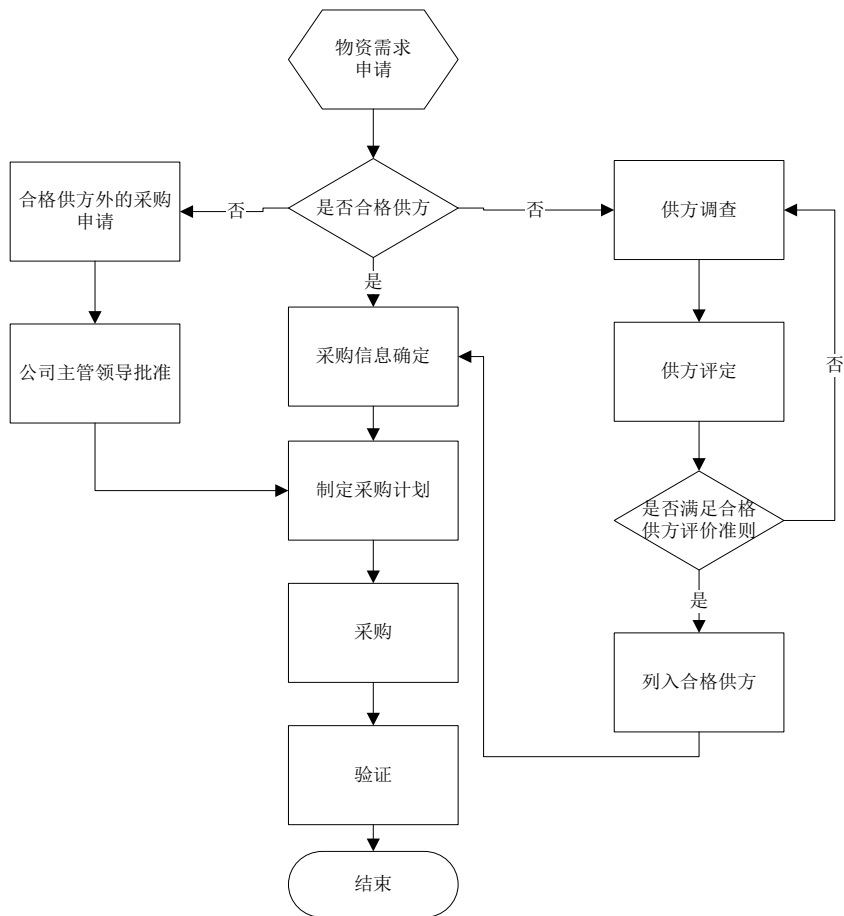 物资需求
申请
合格供方外的采购
申请
否
是否合格供方
否
供方调查
是
公司主管领导批准
采购信息确定
供方评定
否
制定采购计划
是否满足合格
供方评价准则
是
采购
列入合格供方
验证
结束